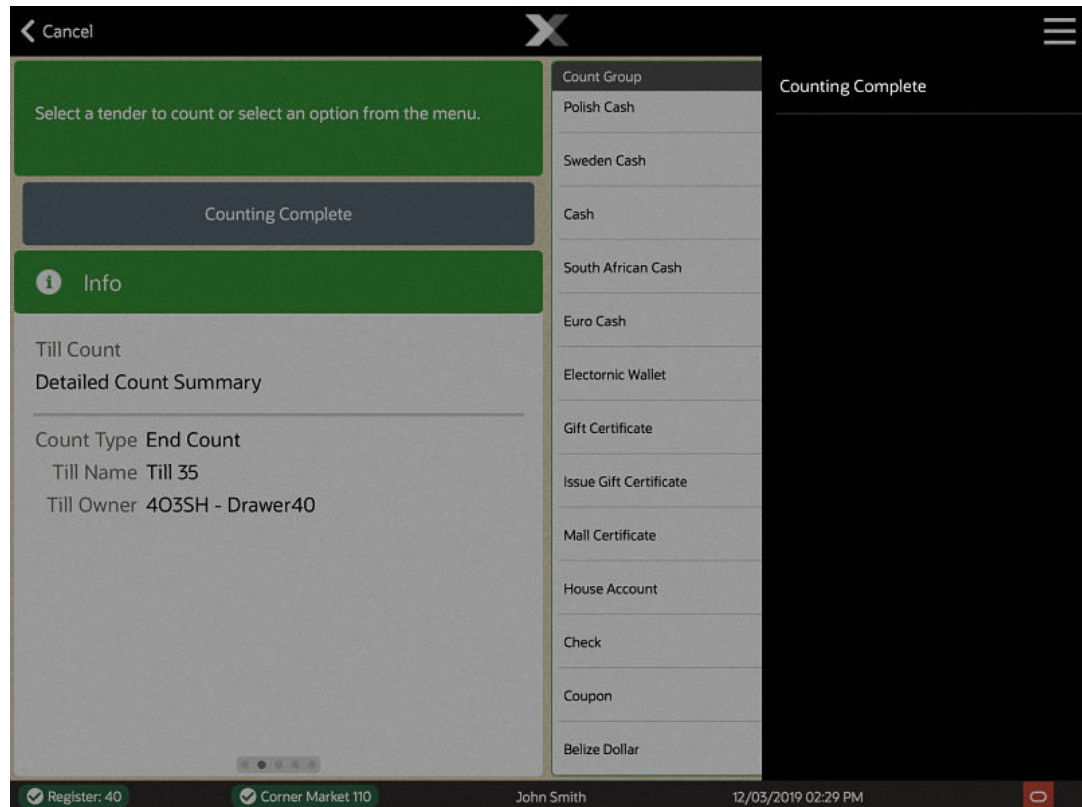 Cancel
Select a tender to count or select an option from the menu.
Counting Complete
Info
Till Count
Detailed Count Summary
Count Type End Count
Till Name Till 35
Till Owner 4O3SH - Drawer40
Count Group
Polish Cash
Sweden Cash
Cash
South African Cash
Euro Cash
Electornic Wallet
Gift Certificate
Issue Gift Certificate
Mall Certificate
House Account
Check
Coupon
Belize Dollar
Counting Complete
Register: 40 Corner Market 110 John Smith 12/03/2019 02:29 PM